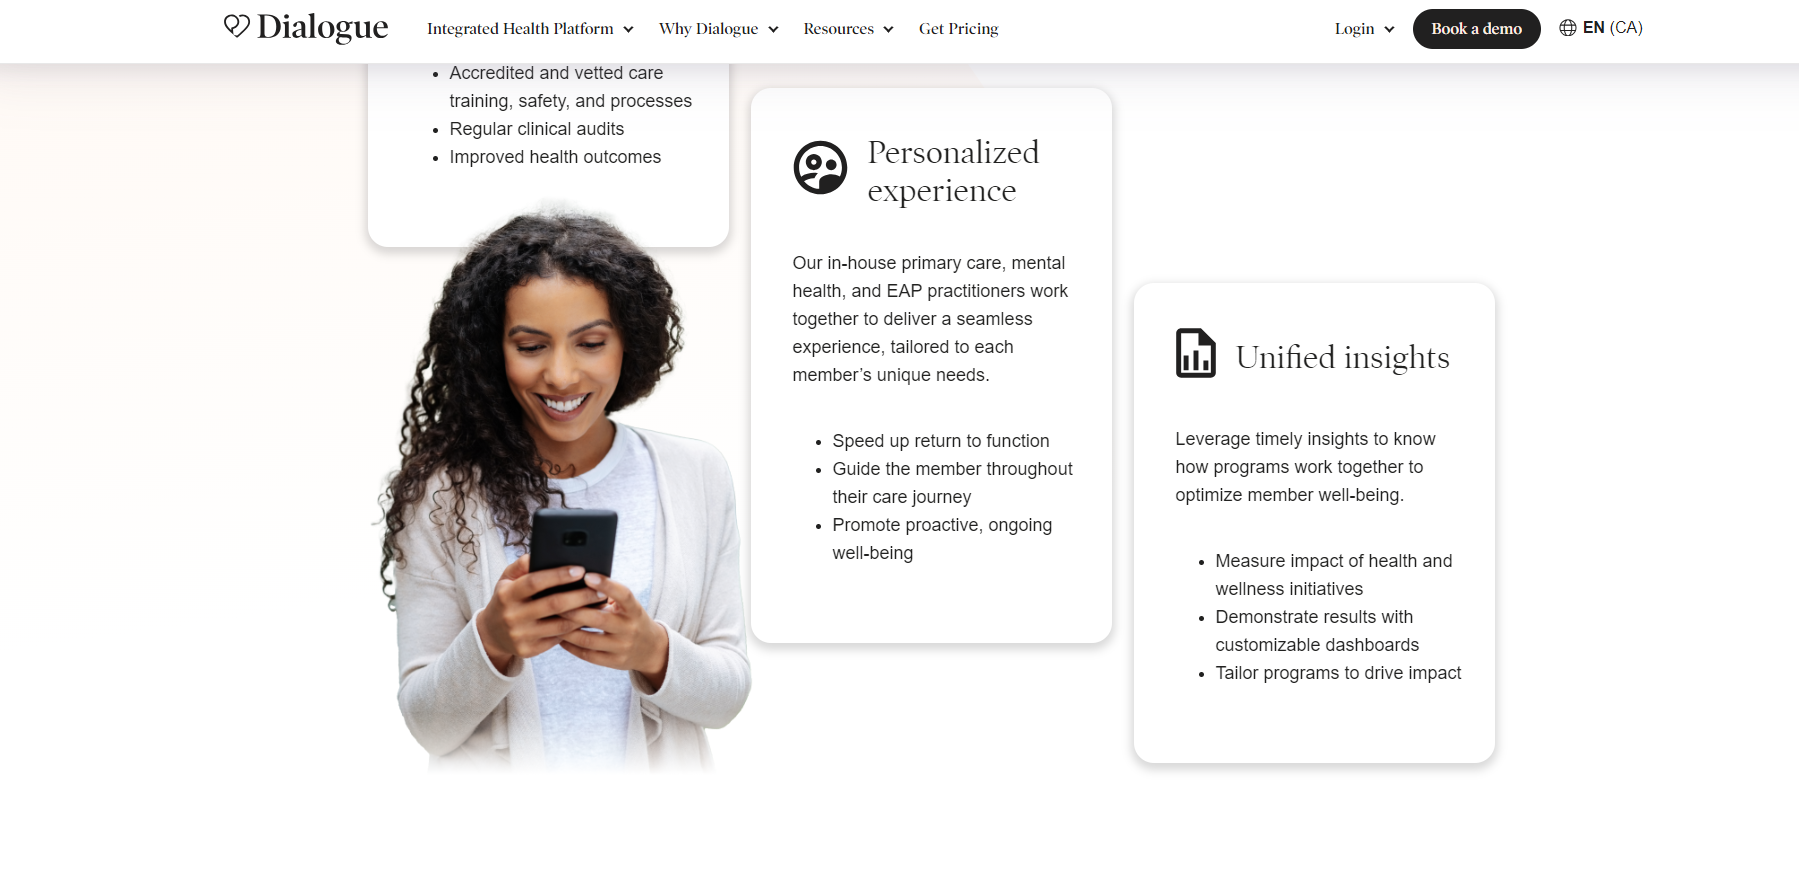 Dialogue
Integrated Health Platform
Why Dialogue
Resources
Get Pricing
Login
Book a demo
EN (CA)
Accredited and vetted care
training, safety, and processes
Regular clinical audits
Improved health outcomes
Personalized
experience
Our in-house primary care, mental
health, and EAP practitioners work
together to deliver a seamless
experience, tailored to each
member’s unique needs.
Speed up return to function
Guide the member throughout
their care journey
Promote proactive, ongoing
well-being
Unified insights
Leverage timely insights to know
how programs work together to
optimize member well-being.
Measure impact of health and
wellness initiatives
Demonstrate results with
customizable dashboards
Tailor programs to drive impact